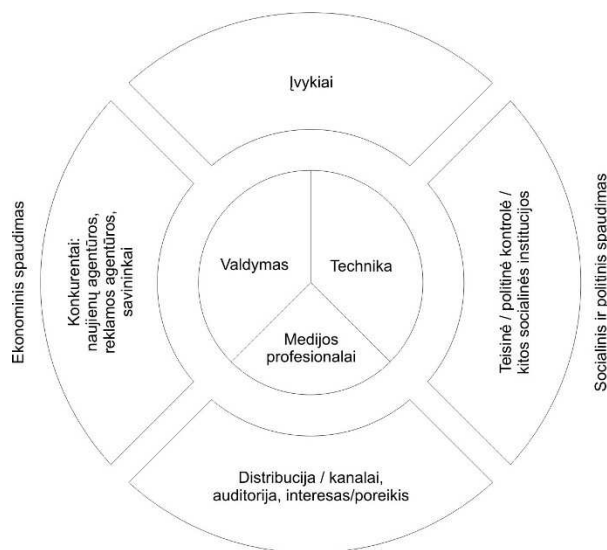 Įvykiai
Ekonominis spaudimas
Konkurentai:
naujienų agentūros,
reklamos agentūros,
savininkai
Valdymas
Technika
Medijos
profesionalai
Teisinė / politinė kontrolė /
kitos socialinės institucijos
Socialinis ir politinis spaudimas
Distribucija / kanalai,
auditorija, interesas/poreikis